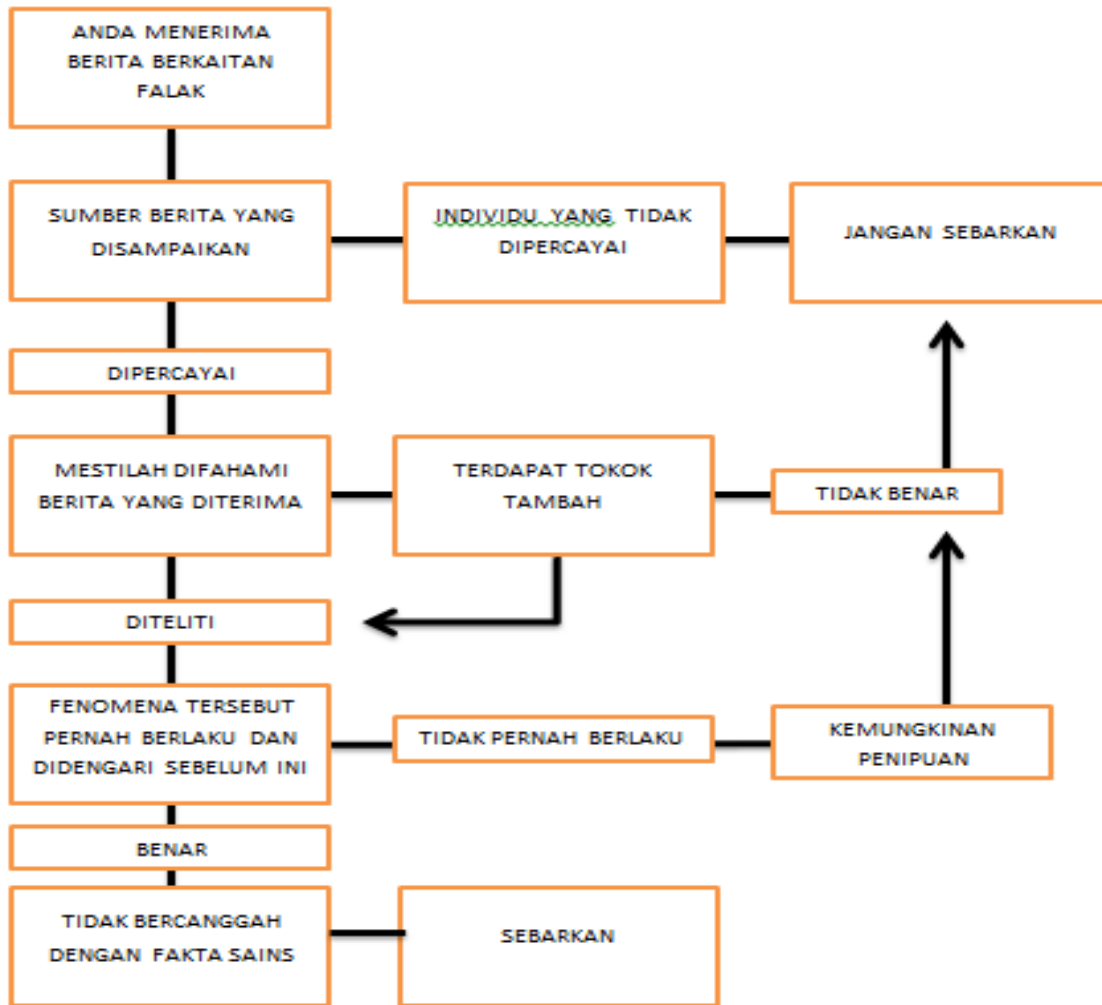 ANDA MENERIMA
BERITA BERKAITAN
FALAK
SUMBER BERITA YANG
DISAMPAIKAN
INDIVIDU YANG TIDAK
DIPERCAYAI
JANGAN SEBARKAN
DIPERCAYAI
MESTILAH DIFAHAMI
BERITA YANG DITERIMA
TERDAPAT TOKOK
TAMBAH
TIDAK BENAR
DITELITI
FENOMENA TERSEBUT
PERNAH BERLAKU DAN
DIDENGARI SEBELUM INI
TIDAK PERNAH BERLAKU
KEMUNGKINAN
PENIPUAN
BENAR
TIDAK BERCANGGAH
DENGAN FAKTA SAINS
SEBARKAN